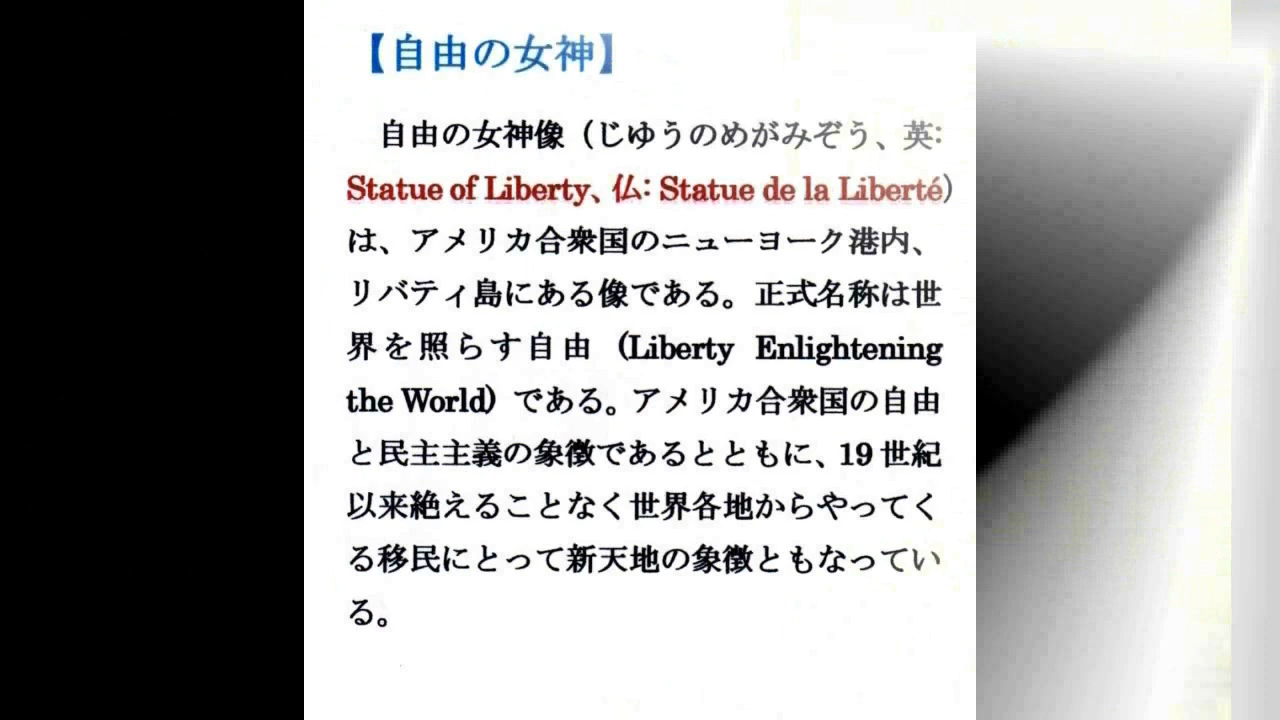 【自由の女神】
自由の女神像（じゆうのめがみぞう、英:
Statue of Liberty、仏: Statue de la Liberté）
は、アメリカ合衆国のニューヨーク港内、
リバティ島にある像である。正式名称は世
界を照らす自由 (Liberty Enlightening
the World) である。アメリカ合衆国の自由
と民主主義の象徴であるとともに、19 世紀
以来絶えることなく世界各地からやってく
る移民にとって新天地の象徴ともなってい
る。